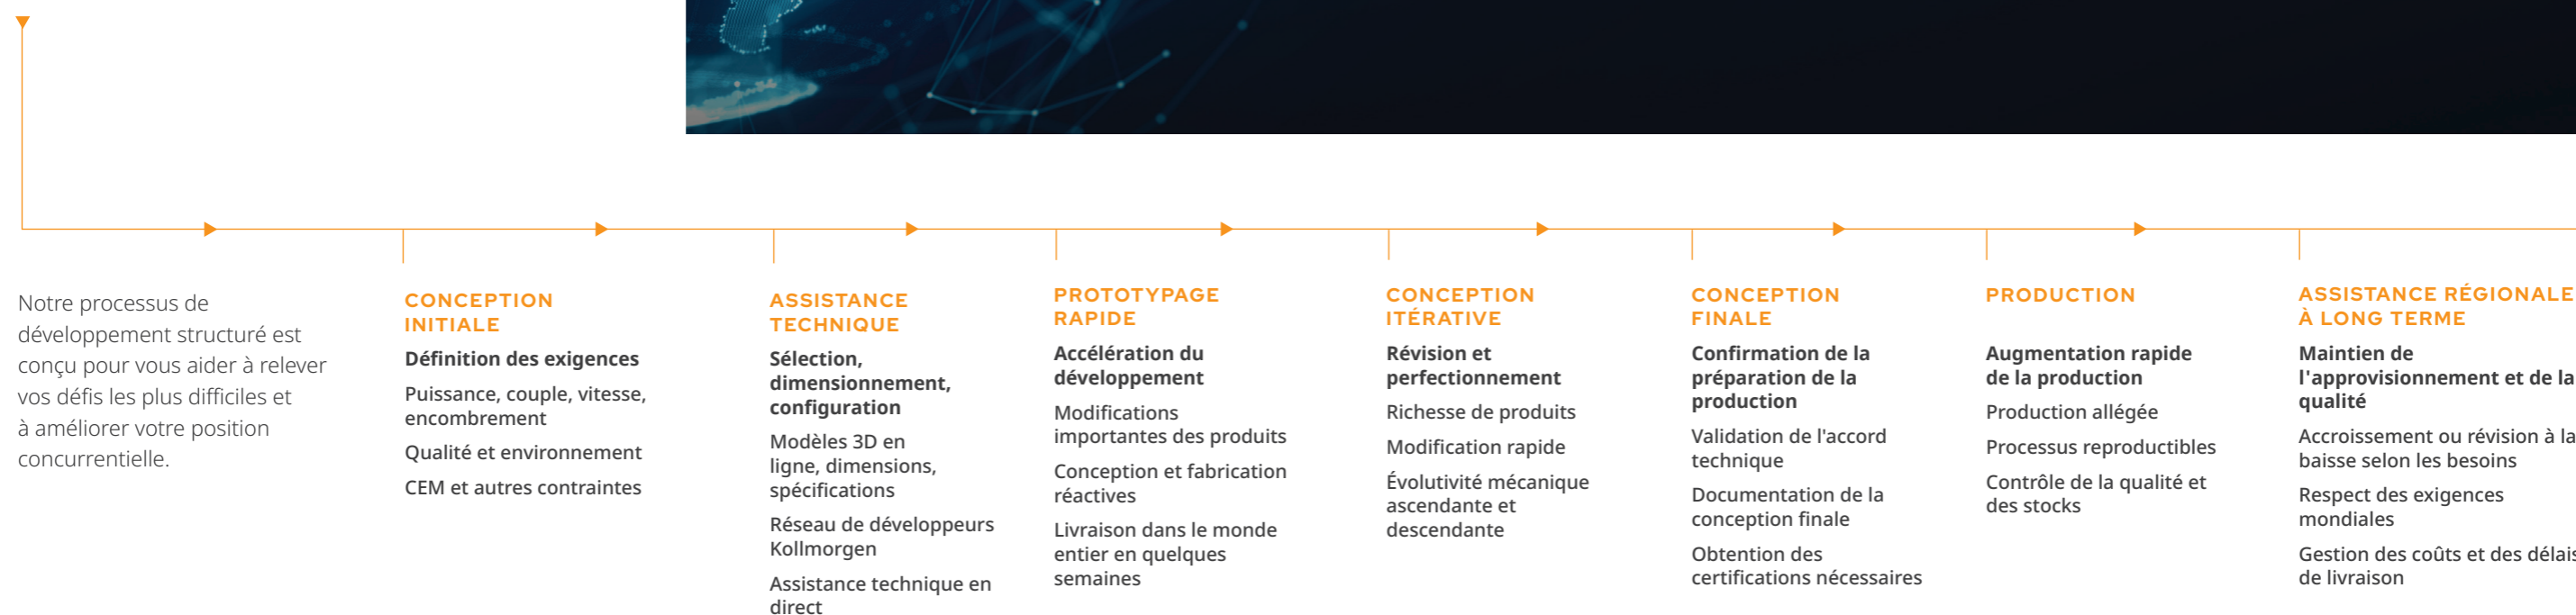 Notre processus de
développement structuré est
conçu pour vous aider à relever
vos défis les plus difficiles et
à améliorer votre position
concurrentielle.
CONCEPTION
INITIALE
Définition des exigences
Puissance, couple, vitesse,
encombrement
Qualité et environnement
CEM et autres contraintes
ASSISTANCE
TECHNIQUE
Sélection,
dimensionnement,
configuration
Modèles 3D en
ligne, dimensions,
spécifications
Réseau de développeurs
Kollmorgen
Assistance technique en
direct
PROTOTYPAGE
RAPIDE
Accélération du
développement
Modifications
importantes des produits
Conception et fabrication
réactives
Livraison dans le monde
entier en quelques
semaines
CONCEPTION
ITÉRATIVE
Révision et
perfectionnement
Richesse de produits
Modification rapide
Évolutivité mécanique
ascendante et
descendante
CONCEPTION
FINALE
Confirmation de la
préparation de la
production
Validation de l'accord
technique
Documentation de la
conception finale
Obtention des
certifications nécessaires
PRODUCTION
Augmentation rapide
de la production
Production allégée
Processus reproductibles
Contrôle de la qualité et
des stocks
ASSISTANCE RÉGIONALE
À LONG TERME
Maintien de
l'approvisionnement et de la
qualité
Accroissement ou révision à la
baisse selon les besoins
Respect des exigences
mondiales
Gestion des coûts et des délais
de livraison